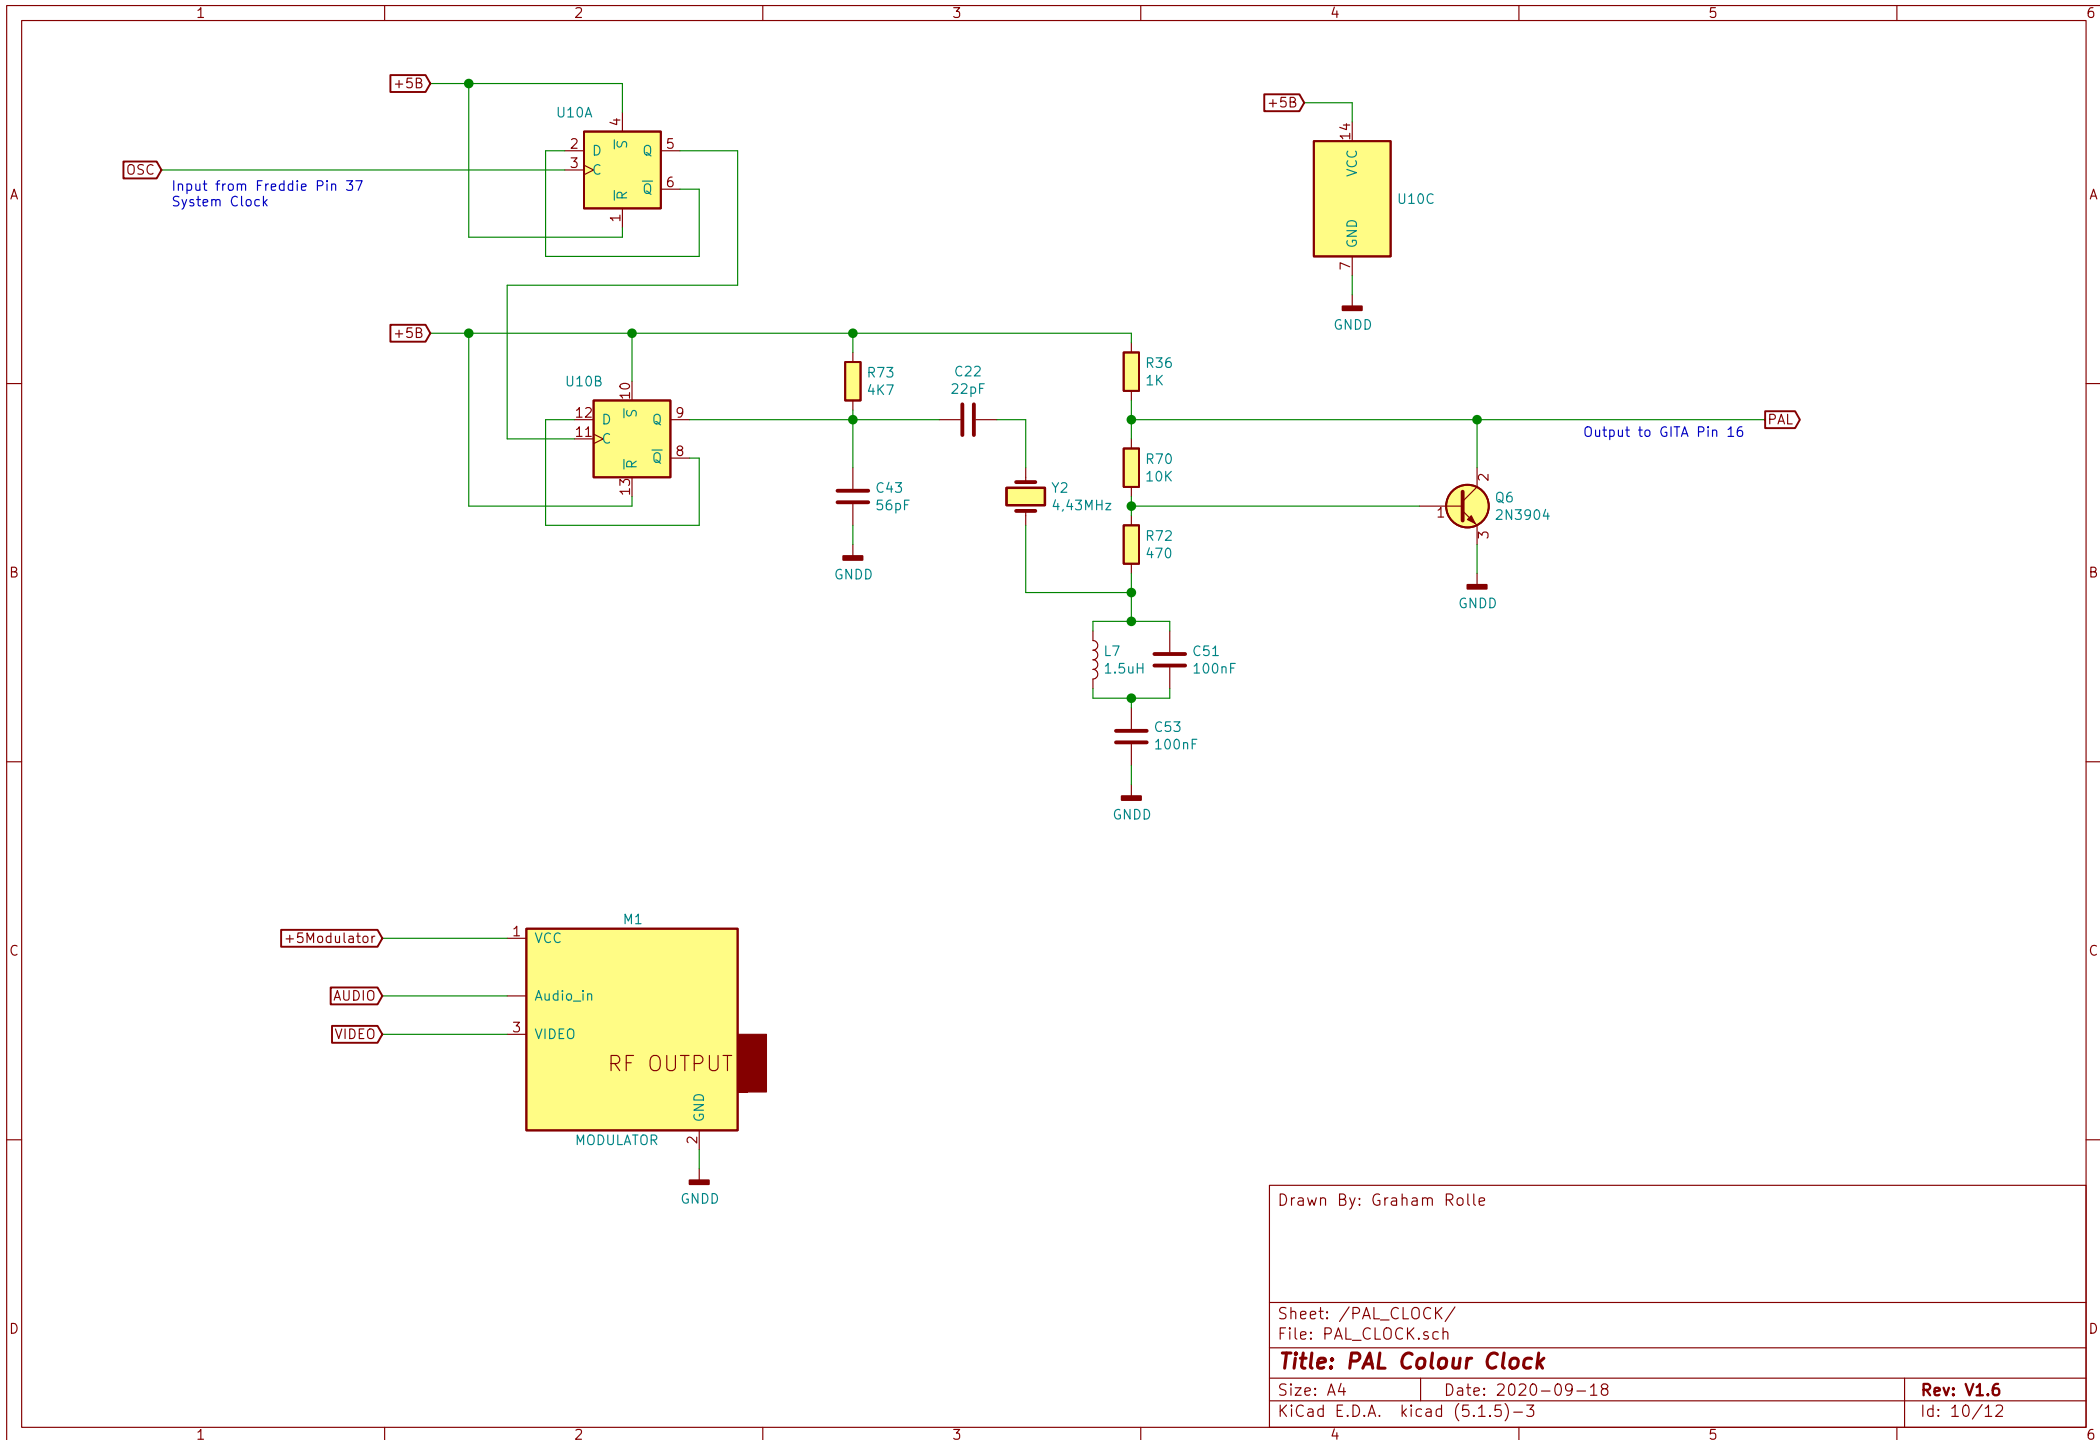 1 2 3 4 5 6
+5B
U10A
4
S
2 D
Q 5
3 C
Q 6
R
1
OSC
Input from Freddie Pin 37
System Clock
+5B
14
VCC
U10C
GND
7
GNDD
A A
+5B
U10B
10
S
12 D
Q 9
11 C
Q 8
R
13
R73
4K7
C22
22pF
C43
56pF
GNDD
Y2
4,43MHz
R36
1K
R70
10K
R72
470
PAL
Output to GITA Pin 16
2
Q6
1
2N3904
3
GNDD
B B
L7
1.5uH
C51
100nF
C53
100nF
GNDD
M1
+5Modulator
1 VCC
AUDIO
Audio_in
VIDEO
3 VIDEO
RF OUTPUT
GND
MODULATOR
2
GNDD
C C
Drawn By: Graham Rolle
Sheet: /PAL_CLOCK/
File: PAL_CLOCK.sch
Title: PAL Colour Clock
Size: A4 Date: 2020-09-18 Rev: V1.6
KiCad E.D.A. kicad (5.1.5)-3 Id: 10/12
D D
1 2 3 4 5 6